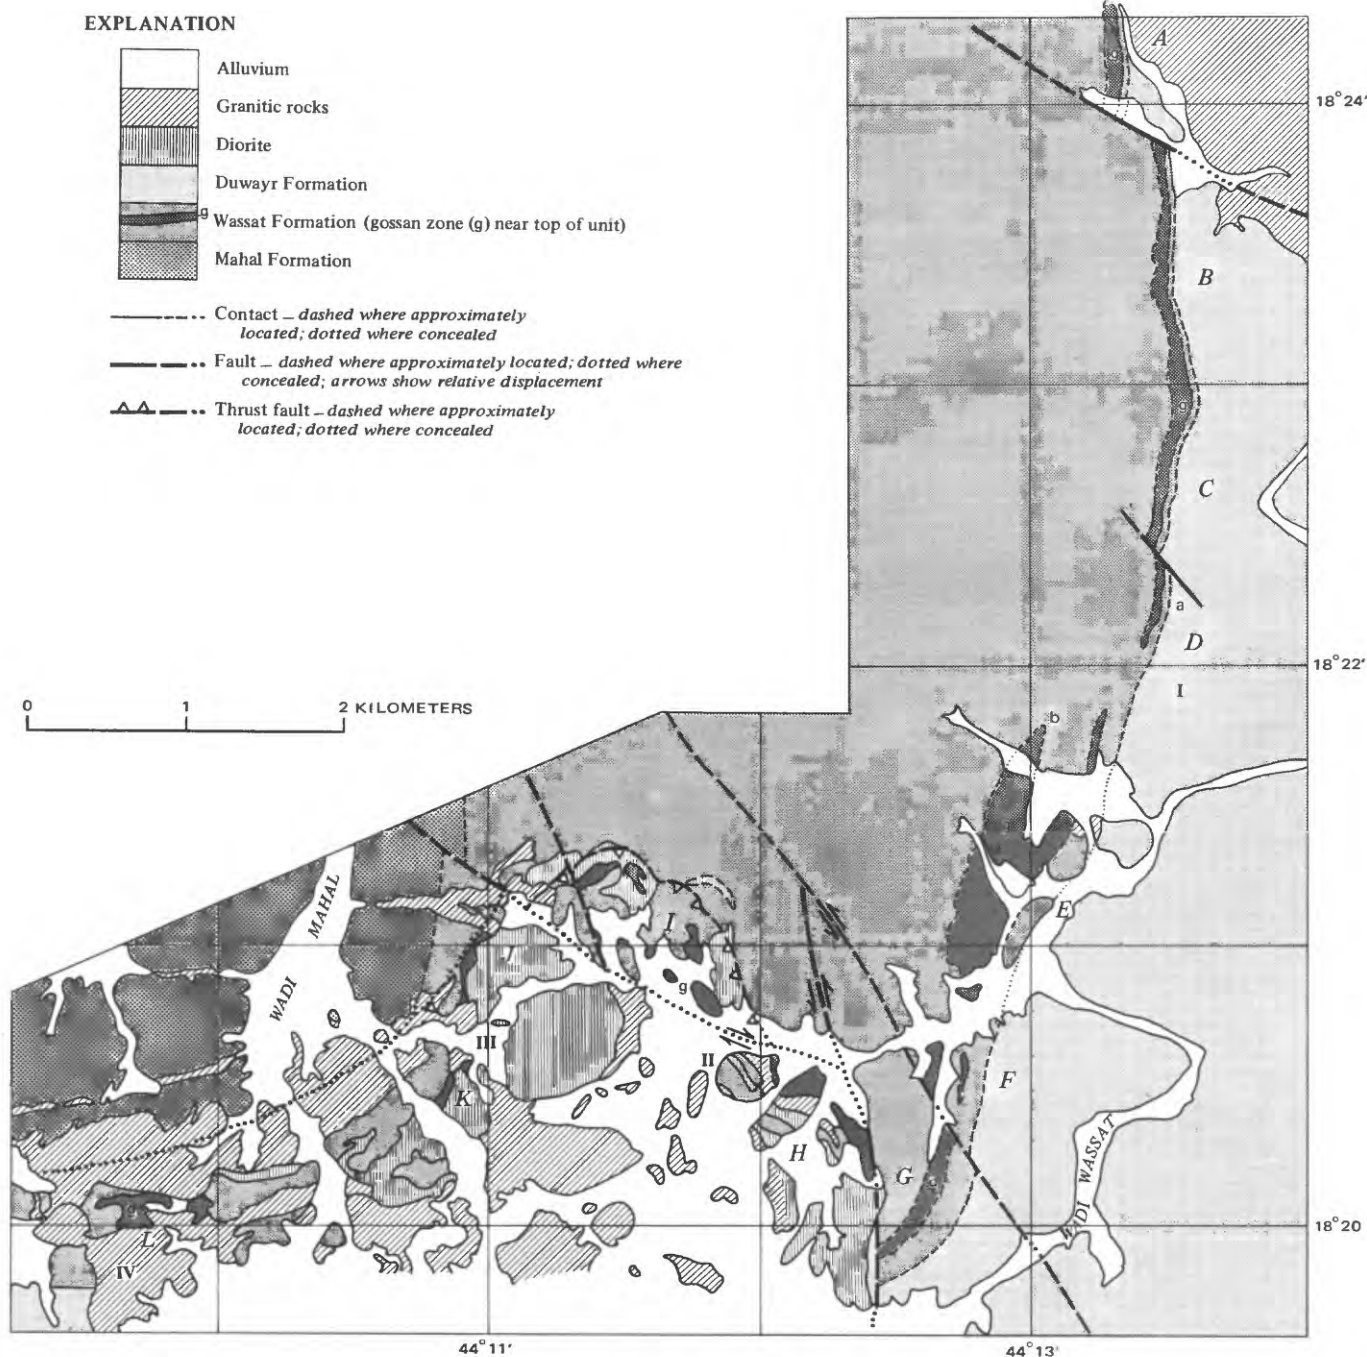 EXPLANATION
Alluvium
Granitic rocks
Diorite
Duwayr Formation
g
Wassat Formation (gossan zone (g) near top of unit)
Mahal Formation
Contact – dashed where approximately
located; dotted where concealed
Fault – dashed where approximately located; dotted where
concealed; arrows show relative displacement
Thrust fault – dashed where approximately
located; dotted where concealed
0 1 2 KILOMETERS
A
g
18°24'
B
g
C
a
D
18°22'
I
b
WADI MAHAL
E
I
J
g
III
II
F
K
H
WADI WASSAT
G
g
g
18°20
L
IV
44°11'
44°13'